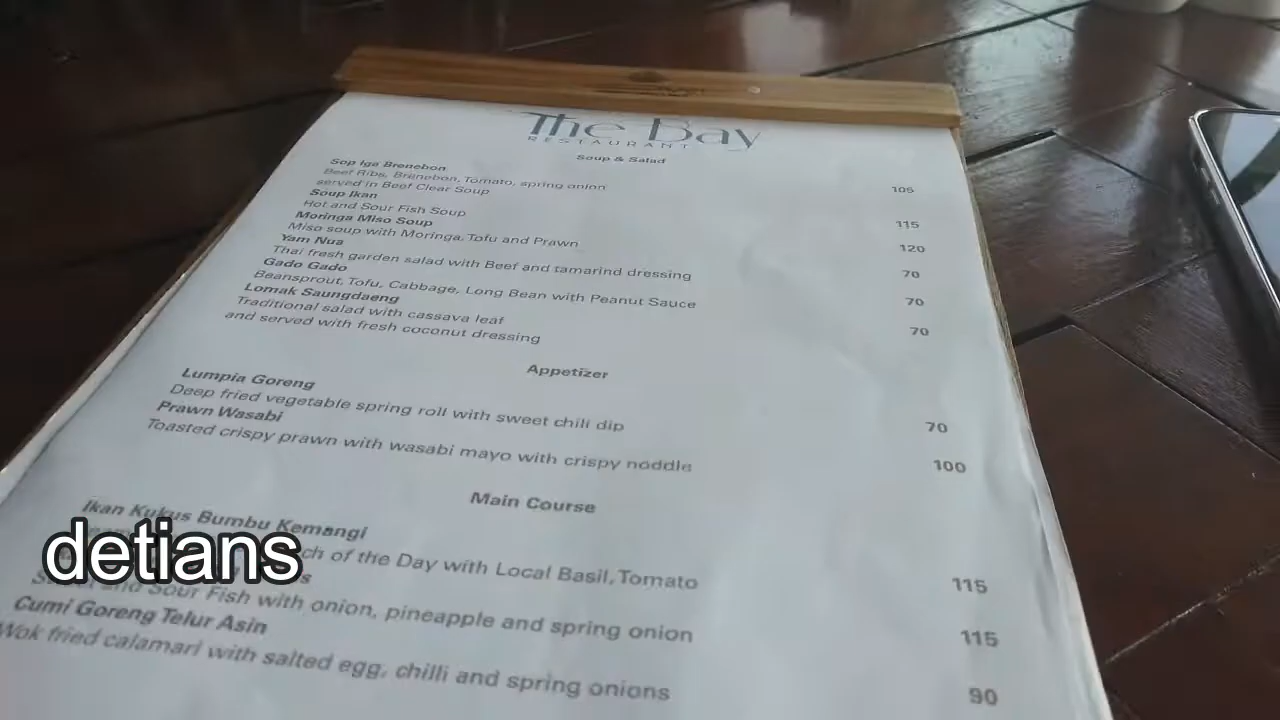 The Bay
RESTAURANT
Soup & Salad
Sop Iga Brenebon
Beef Ribs, Brenebon, Tomato, spring onion 105
served in Beef Clear Soup
Soup Ikan
Hot and Sour Fish Soup 115
Moringa Miso Soup
Miso soup with Moringa, Tofu and Prawn 120
Yam Nua
Thai fresh garden salad with Beef and tamarind dressing 70
Gado Gado
Beansprout, Tofu, Cabbage, Long Bean with Peanut Sauce 70
Lomak Saungdaeng
Traditional salad with cassava leaf 70
and served with fresh coconut dressing
Appetizer
Lumpia Goreng
Deep fried vegetable spring roll with sweet chili dip 70
Prawn Wasabi
Toasted crispy prawn with wasabi mayo with crispy noddle 100
Main Course
Ikan Kukus Bumbu Kemangi
of the Day with Local Basil, Tomato 115
detians
and Sour Fish with onion, pineapple and spring onion 115
Cumi Goreng Telur Asin
Wok fried calamari with salted egg, chilli and spring onions 90